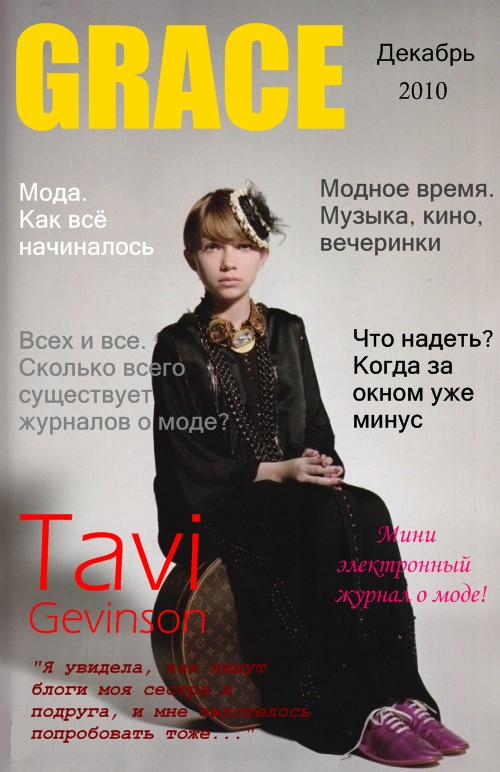 GRACE
Декабрь
2010
Мода.
Как всё
начиналось
Модное время.
Музыка, кино,
вечеринки
Всех и все.
Сколько всего
существует
журналов о моде?
Что надеть?
Когда за
окном уже
минус
Tavi
Gevinson
Мини
электронный
журнал о моде!
"Я увидела, как пишут
блоги моя сестра и
подруга, и мне захотелось
попробовать тоже..."